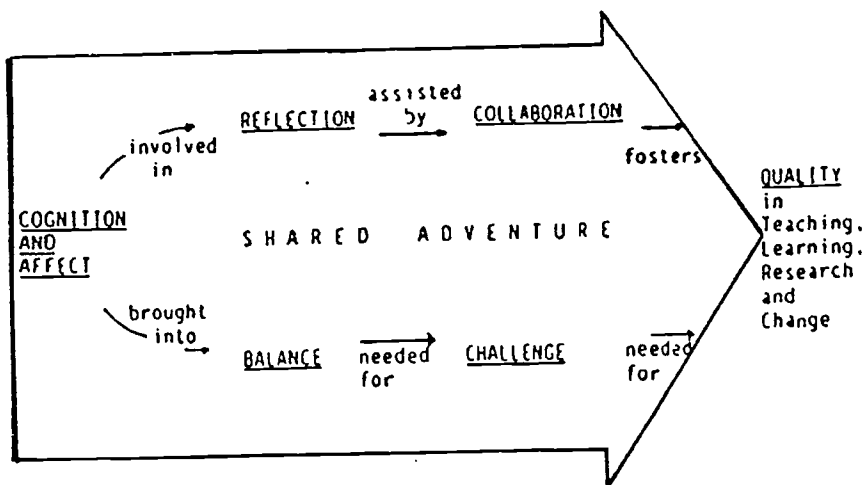 REFLECTION
assisted
by
COLLABORATION
involved
in
fosters
COGNITION
AND
AFFECT
SHARED ADVENTURE
QUALITY
in
Teaching,
Learning,
Research
and
Change
brought
into
BALANCE
needed
for
CHALLENGE
needed
for